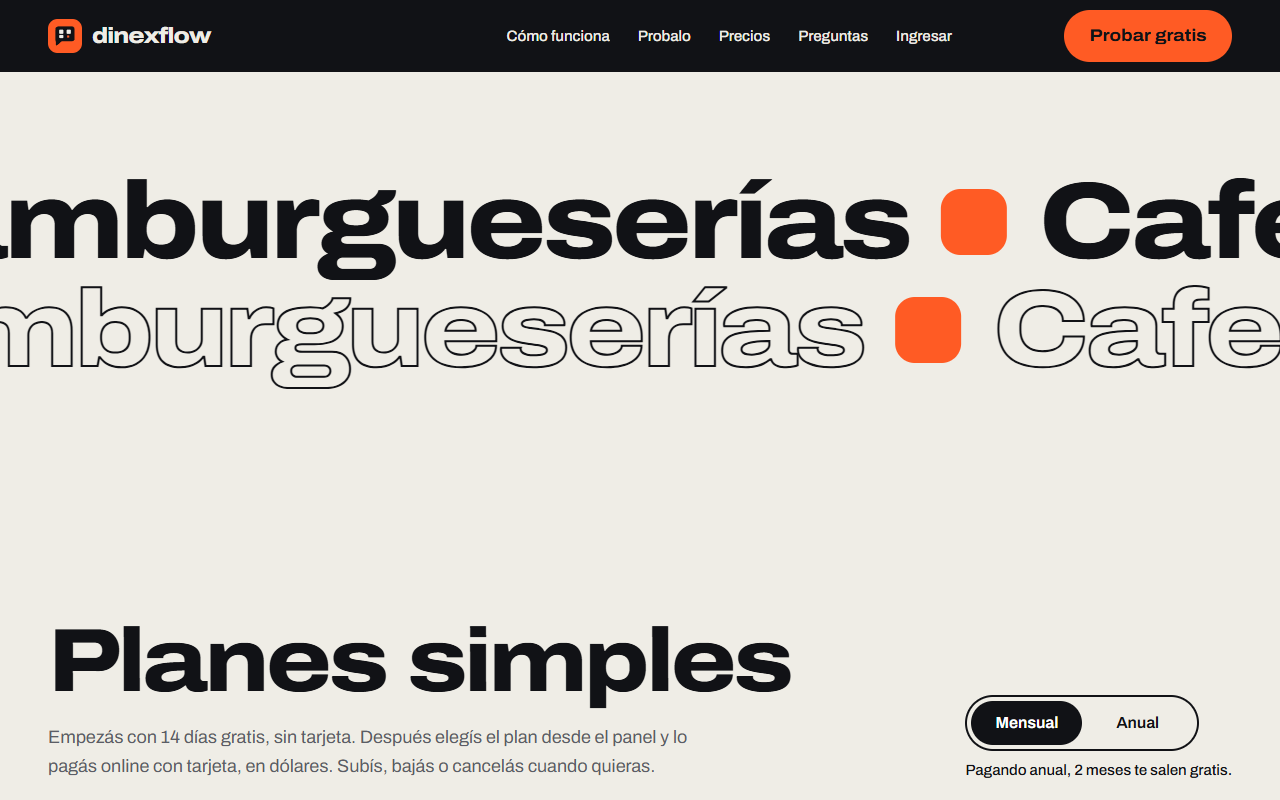 dinexflow
Cómo funciona
Probalo
Precios
Preguntas
Ingresar
Probar gratis
amburgueserías Cafe
mburgueserías Cafe
Planes simples
Empezás con 14 días gratis, sin tarjeta. Después elegís el plan desde el panel y lo
pagás online con tarjeta, en dólares. Subís, bajás o cancelás cuando quieras.
Mensual
Anual
Pagando anual, 2 meses te salen gratis.